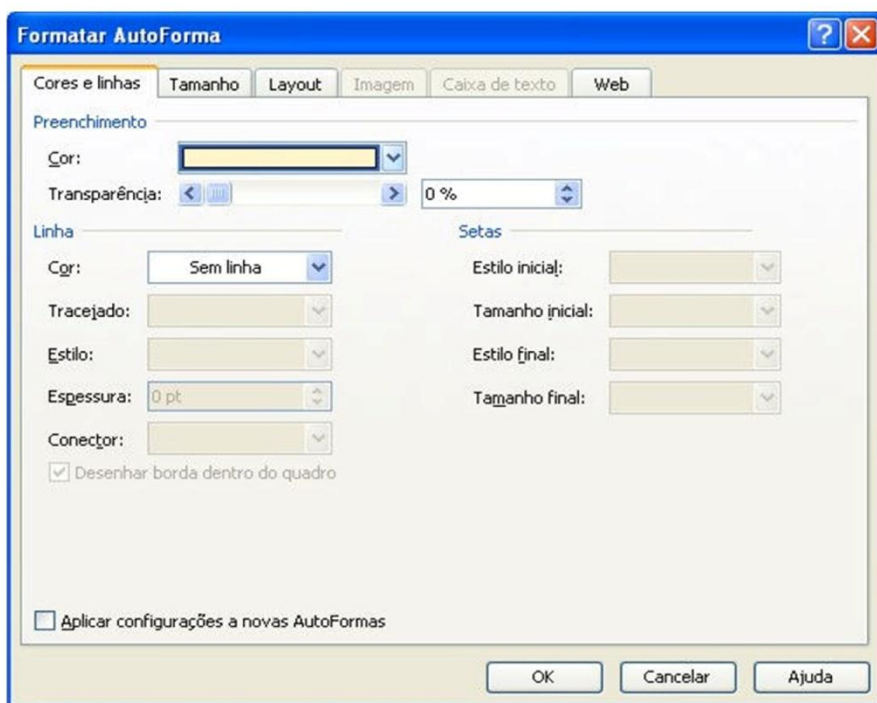 Formatar AutoForma
Cores e linhas Tamanho Layout Imagem Caixa de texto Web
Preenchimento
Cor:
Transparência: 0 %
Linha Setas
Cor: Sem linha Estilo inicial:
Tracejado: Tamanho inicial:
Estilo: Estilo final:
Espessura: 0 pt Tamanho final:
Conector:
Desenhar borda dentro do quadro
Aplicar configurações a novas AutoFormas
OK Cancelar Ajuda